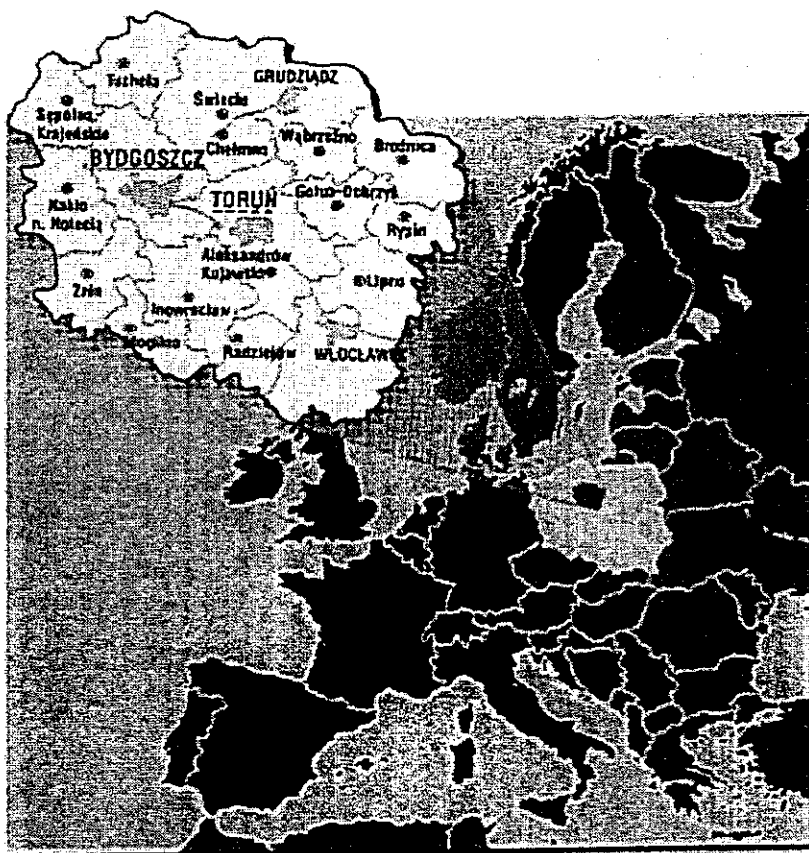 Tuchola
GRUDZIĄDZ
Świecie
Sępólno
Krajeńskie
Chełmno
Wąbrzeźno
Brodnica
BYDGOSZCZ
TORUŃ
Golub-Dobrzyń
Nakło
n. Notecią
Rypin
Aleksandrów
Kujawski
Żnin
Lipno
Inowrocław
Mogilno
Radziejów
WŁOCŁAWEK